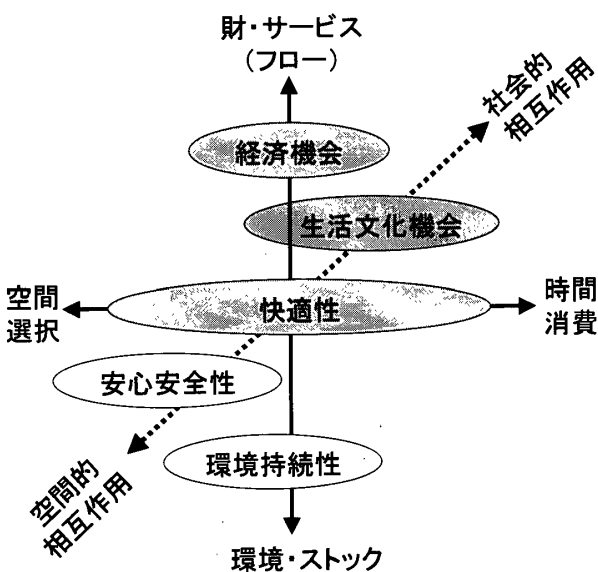 財・サービス
（フロー）
社会的
相互作用
経済機会
生活文化機会
空間
選択
快適性
時間
消費
安心安全性
環境持続性
空間的
相互作用
環境・ストック